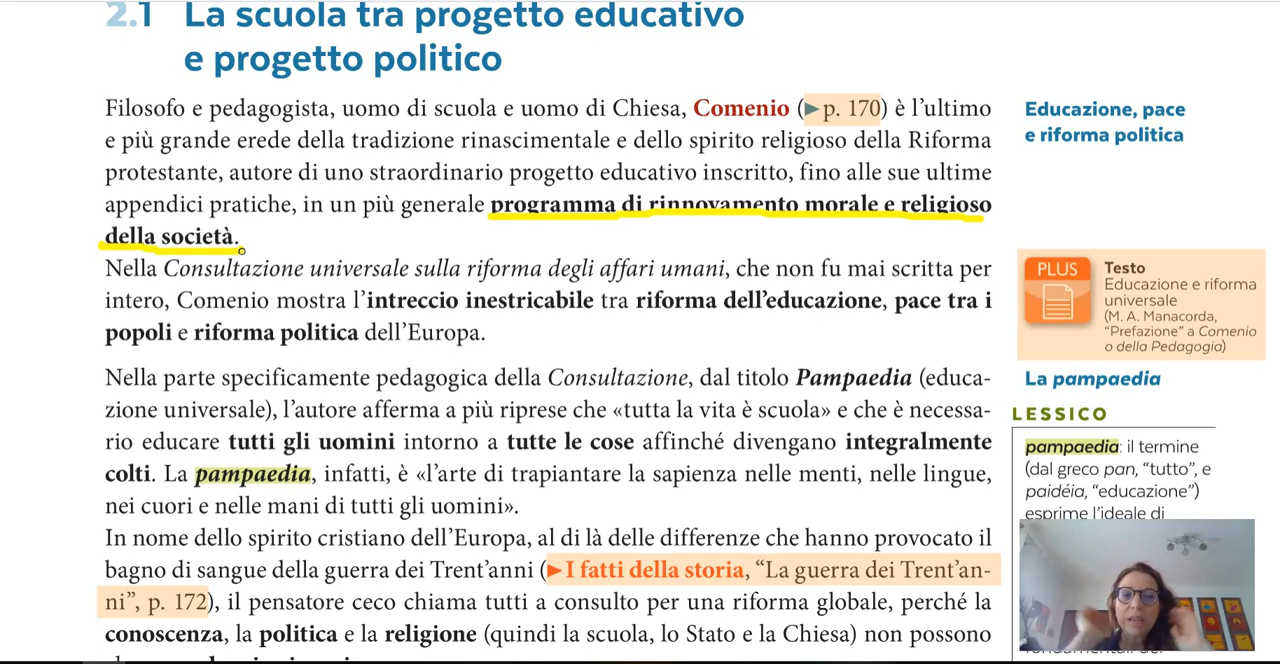 2.1 La scuola tra progetto educativo
e progetto politico
Filosofo e pedagogista, uomo di scuola e uomo di Chiesa, Comenio (►p. 170) è l’ultimo
e più grande erede della tradizione rinascimentale e dello spirito religioso della Riforma
protestante, autore di uno straordinario progetto educativo inscritto, fino alle sue ultime
appendici pratiche, in un più generale programma di rinnovamento morale e religioso
della società.
Nella Consultazione universale sulla riforma degli affari umani, che non fu mai scritta per
intero, Comenio mostra l’intreccio inestricabile tra riforma dell’educazione, pace tra i
popoli e riforma politica dell’Europa.
Nella parte specificamente pedagogica della Consultazione, dal titolo Pampaedia (educa-
zione universale), l’autore afferma a più riprese che «tutta la vita è scuola» e che è necessa-
rio educare tutti gli uomini intorno a tutte le cose affinché divengano integralmente
colti. La pampaedia, infatti, è «l’arte di trapiantare la sapienza nelle menti, nelle lingue,
nei cuori e nelle mani di tutti gli uomini».
In nome dello spirito cristiano dell’Europa, al di là delle differenze che hanno provocato il
bagno di sangue della guerra dei Trent’anni (►I fatti della storia, “La guerra dei Trent’an-
ni”, p. 172), il pensatore ceco chiama tutti a consulto per una riforma globale, perché la
conoscenza, la politica e la religione (quindi la scuola, lo Stato e la Chiesa) non possono
Educazione, pace
e riforma politica
PLUS
Testo
Educazione e riforma
universale
(M. A. Manacorda,
“Prefazione” a Comenio
o della Pedagogia)
La pampaedia
LESSICO
pampaedia: il termine
(dal greco pan, “tutto”, e
paidéia, “educazione”)
esprime l’ideale di